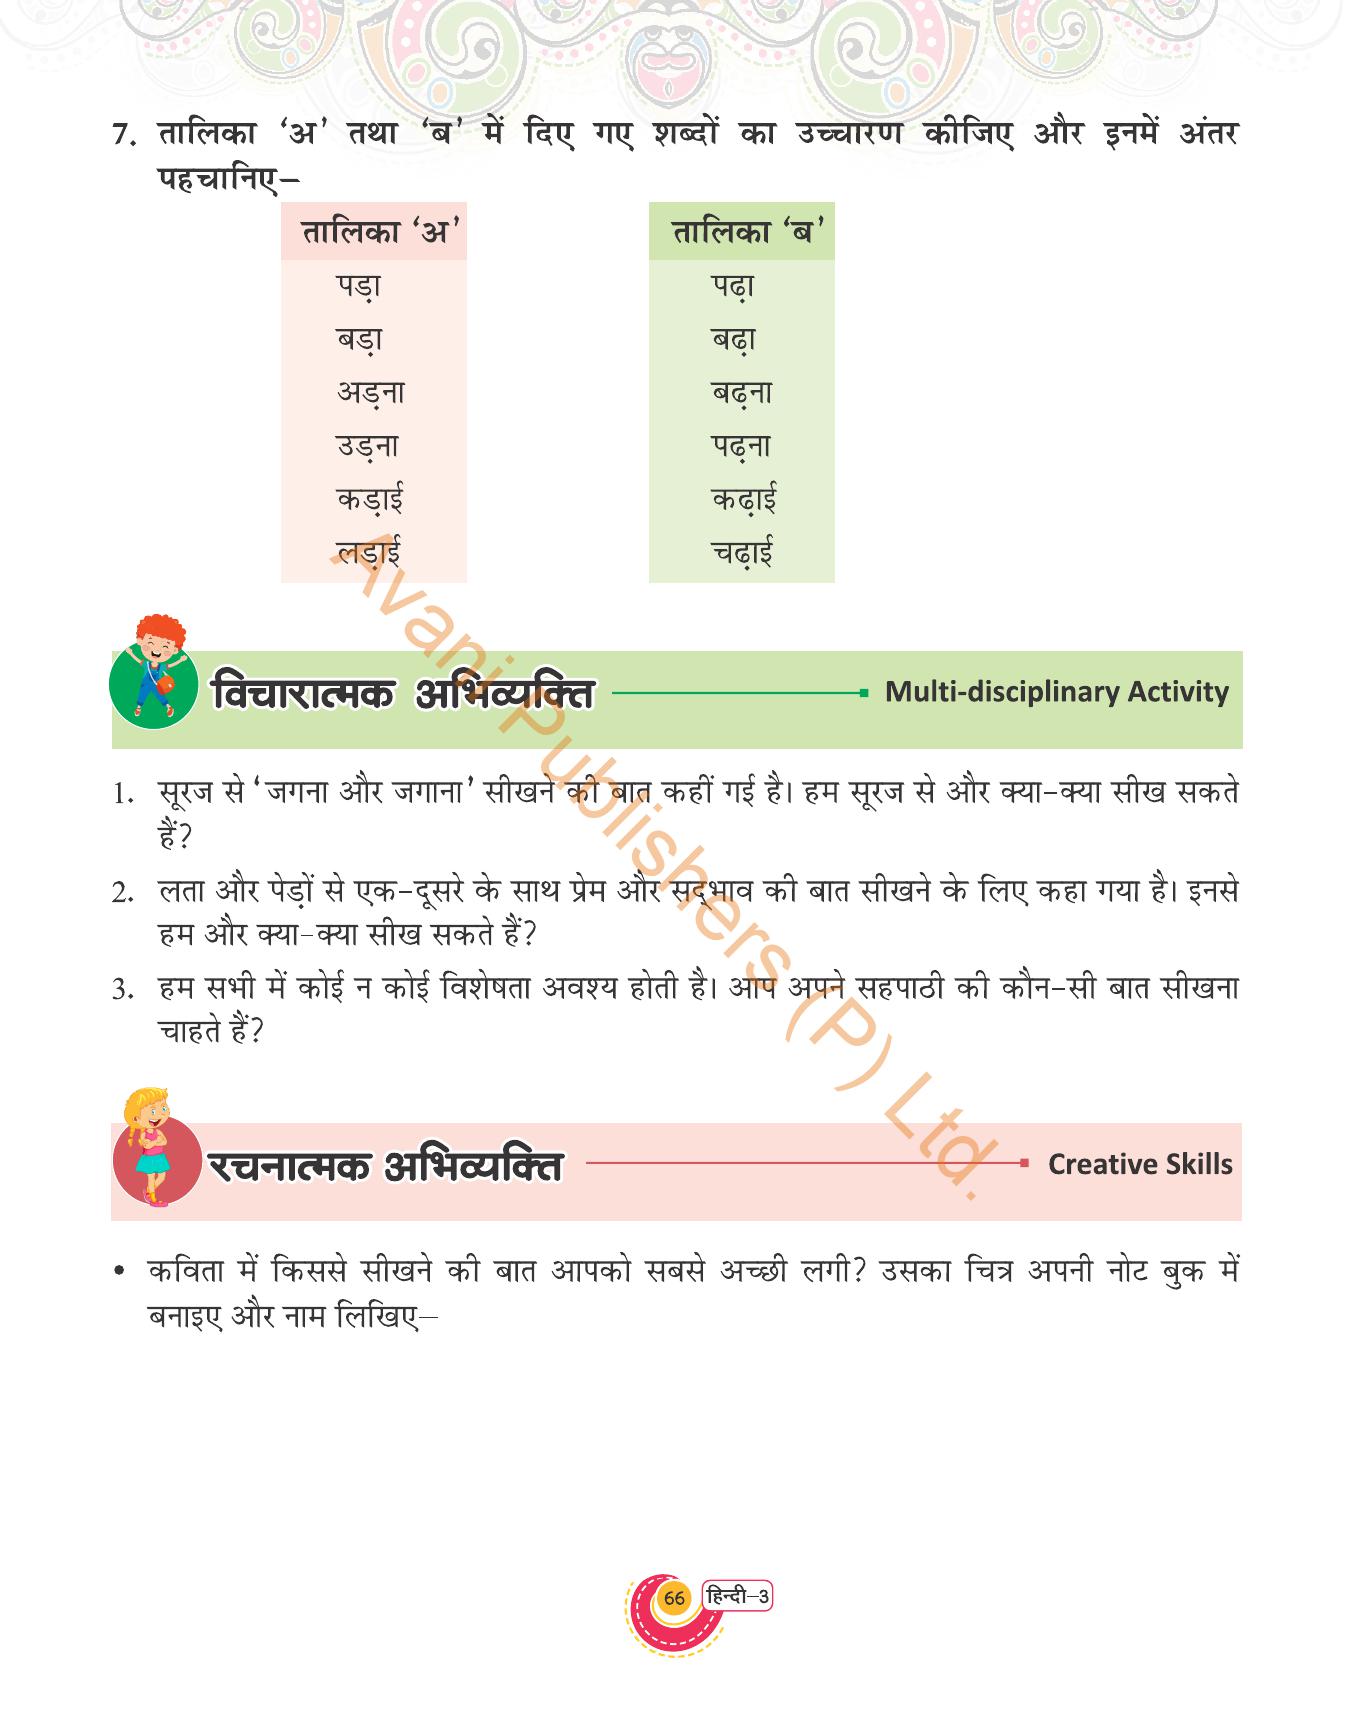 7. तालिका ‘अ’ तथा ‘ब’ में दिए गए शब्दों का उच्चारण कीजिए और इनमें अंतर
पहचानिए–
तालिका ‘अ’ तालिका ‘ब’
पड़ा पढ़ा
बड़ा बढ़ा
अड़ना बढ़ना
उड़ना पढ़ना
कड़ाई कढ़ाई
लड़ाई चढ़ाई
विचारात्मक अभिव्यक्ति Multi-disciplinary Activity
1. सूरज से ‘जगना और जगाना’ सीखने की बात कहीं गई है। हम सूरज से और क्या-क्या सीख सकते
हैं?
2. लता और पेड़ों से एक-दूसरे के साथ प्रेम और सद्भाव की बात सीखने के लिए कहा गया है। इनसे
हम और क्या-क्या सीख सकते हैं?
3. हम सभी में कोई न कोई विशेषता अवश्य होती है। आप अपने सहपाठी की कौन-सी बात सीखना
चाहते हैं?
रचनात्मक अभिव्यक्ति Creative Skills
• कविता में किससे सीखने की बात आपको सबसे अच्छी लगी? उसका चित्र अपनी नोट बुक में
बनाइए और नाम लिखिए–
66 हिन्दी–3
Avani Publishers (P) Ltd.